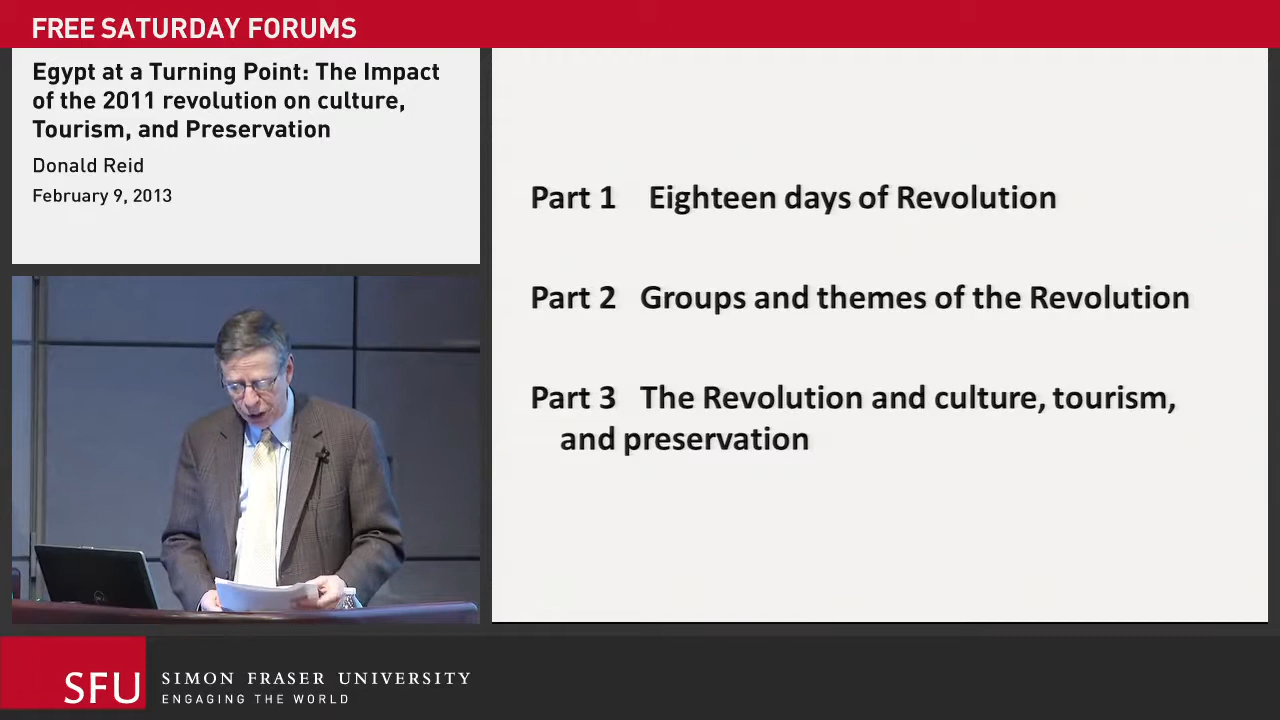 FREE SATURDAY FORUMS
Egypt at a Turning Point: The Impact
of the 2011 revolution on culture,
Tourism, and Preservation
Donald Reid
February 9, 2013
Part 1 Eighteen days of Revolution
Part 2 Groups and themes of the Revolution
Part 3 The Revolution and culture, tourism,
and preservation
SFU
SIMON FRASER UNIVERSITY
ENGAGING THE WORLD